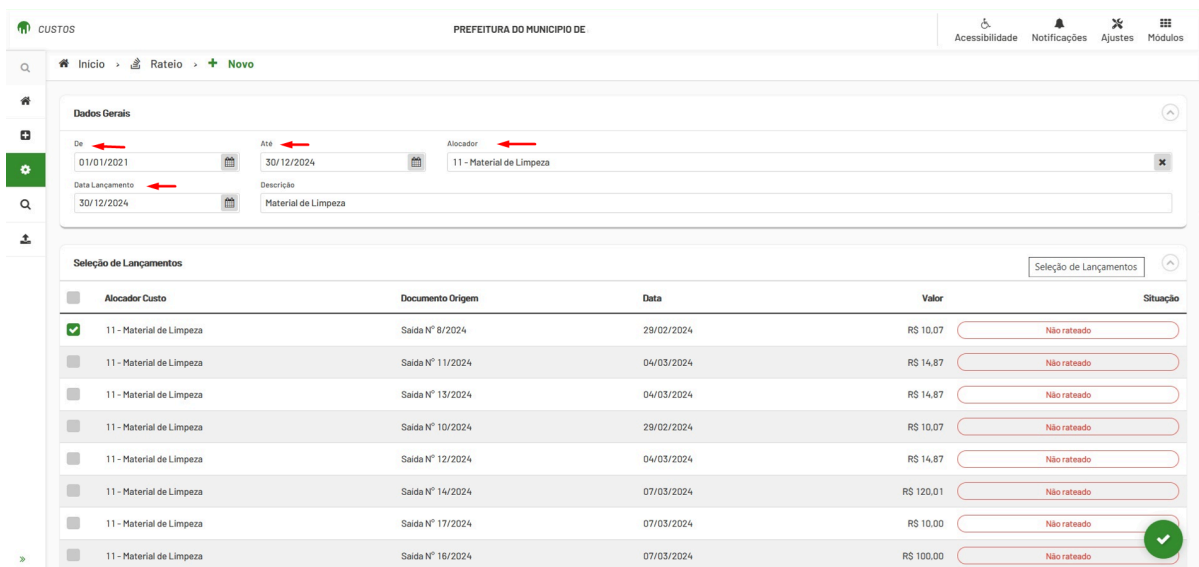 CUSTOS
PREFEITURA DO MUNICIPIO DE
Acessibilidade Notificações Ajustes Módulos
Início › Rateio › + Novo
Dados Gerais
De Até Alocador
01/01/2021 30/12/2024 11 - Material de Limpeza
Data Lançamento Descrição
30/12/2024 Material de Limpeza
Seleção de Lançamentos Seleção de Lançamentos
Alocador Custo Documento Origem Data Valor Situação
11 - Material de Limpeza Saída N° 8/2024 29/02/2024 R$ 10,07 Não rateado
11 - Material de Limpeza Saída N° 11/2024 04/03/2024 R$ 14,87 Não rateado
11 - Material de Limpeza Saída N° 13/2024 04/03/2024 R$ 14,87 Não rateado
11 - Material de Limpeza Saída N° 10/2024 29/02/2024 R$ 10,07 Não rateado
11 - Material de Limpeza Saída N° 12/2024 04/03/2024 R$ 14,87 Não rateado
11 - Material de Limpeza Saída N° 14/2024 07/03/2024 R$ 120,01 Não rateado
11 - Material de Limpeza Saída N° 17/2024 07/03/2024 R$ 10,00 Não rateado
11 - Material de Limpeza Saída N° 16/2024 07/03/2024 R$ 100,00 Não rateado